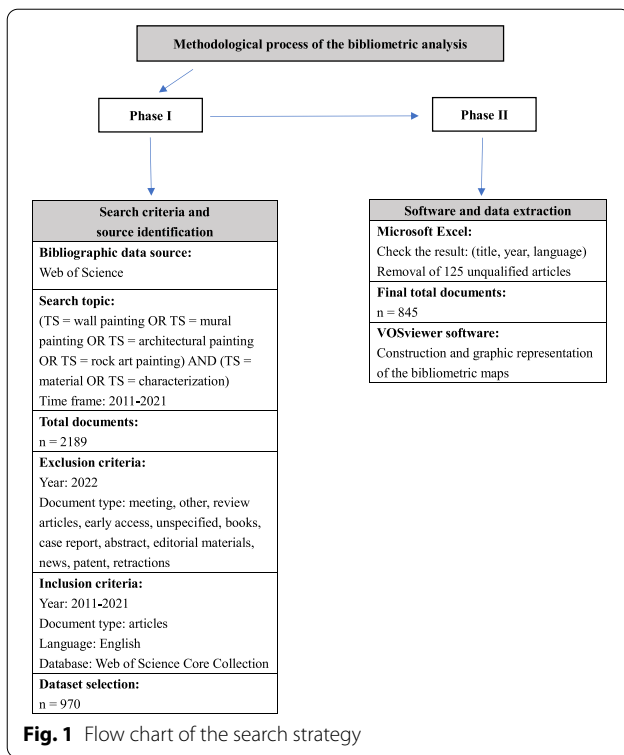 Methodological process of the bibliometric analysis
Phase I
Phase II
Search criteria and
source identification
Bibliographic data source:
Web of Science
Search topic:
(TS = wall painting OR TS = mural
painting OR TS = architectural painting
OR TS = rock art painting) AND (TS =
material OR TS = characterization)
Time frame: 2011-2021
Total documents:
n = 2189
Exclusion criteria:
Year: 2022
Document type: meeting, other, review
articles, early access, unspecified, books,
case report, abstract, editorial materials,
news, patent, retractions
Inclusion criteria:
Year: 2011-2021
Document type: articles
Language: English
Database: Web of Science Core Collection
Dataset selection:
n = 970
Software and data extraction
Microsoft Excel:
Check the result: (title, year, language)
Removal of 125 unqualified articles
Final total documents:
n = 845
VOSviewer software:
Construction and graphic representation
of the bibliometric maps
Fig. 1 Flow chart of the search strategy